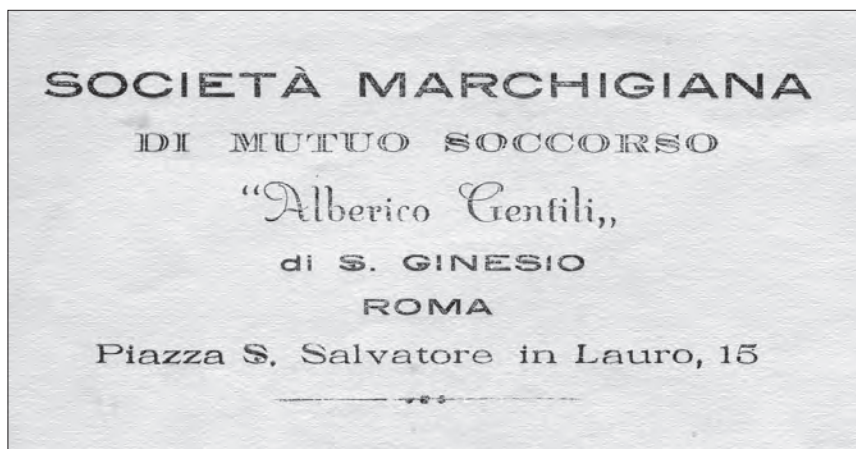 SOCIETÀ MARCHIGIANA
DI MUTUO SOCCORSO
“Alberico Gentili„
di S. GINESIO
ROMA
Piazza S. Salvatore in Lauro, 15